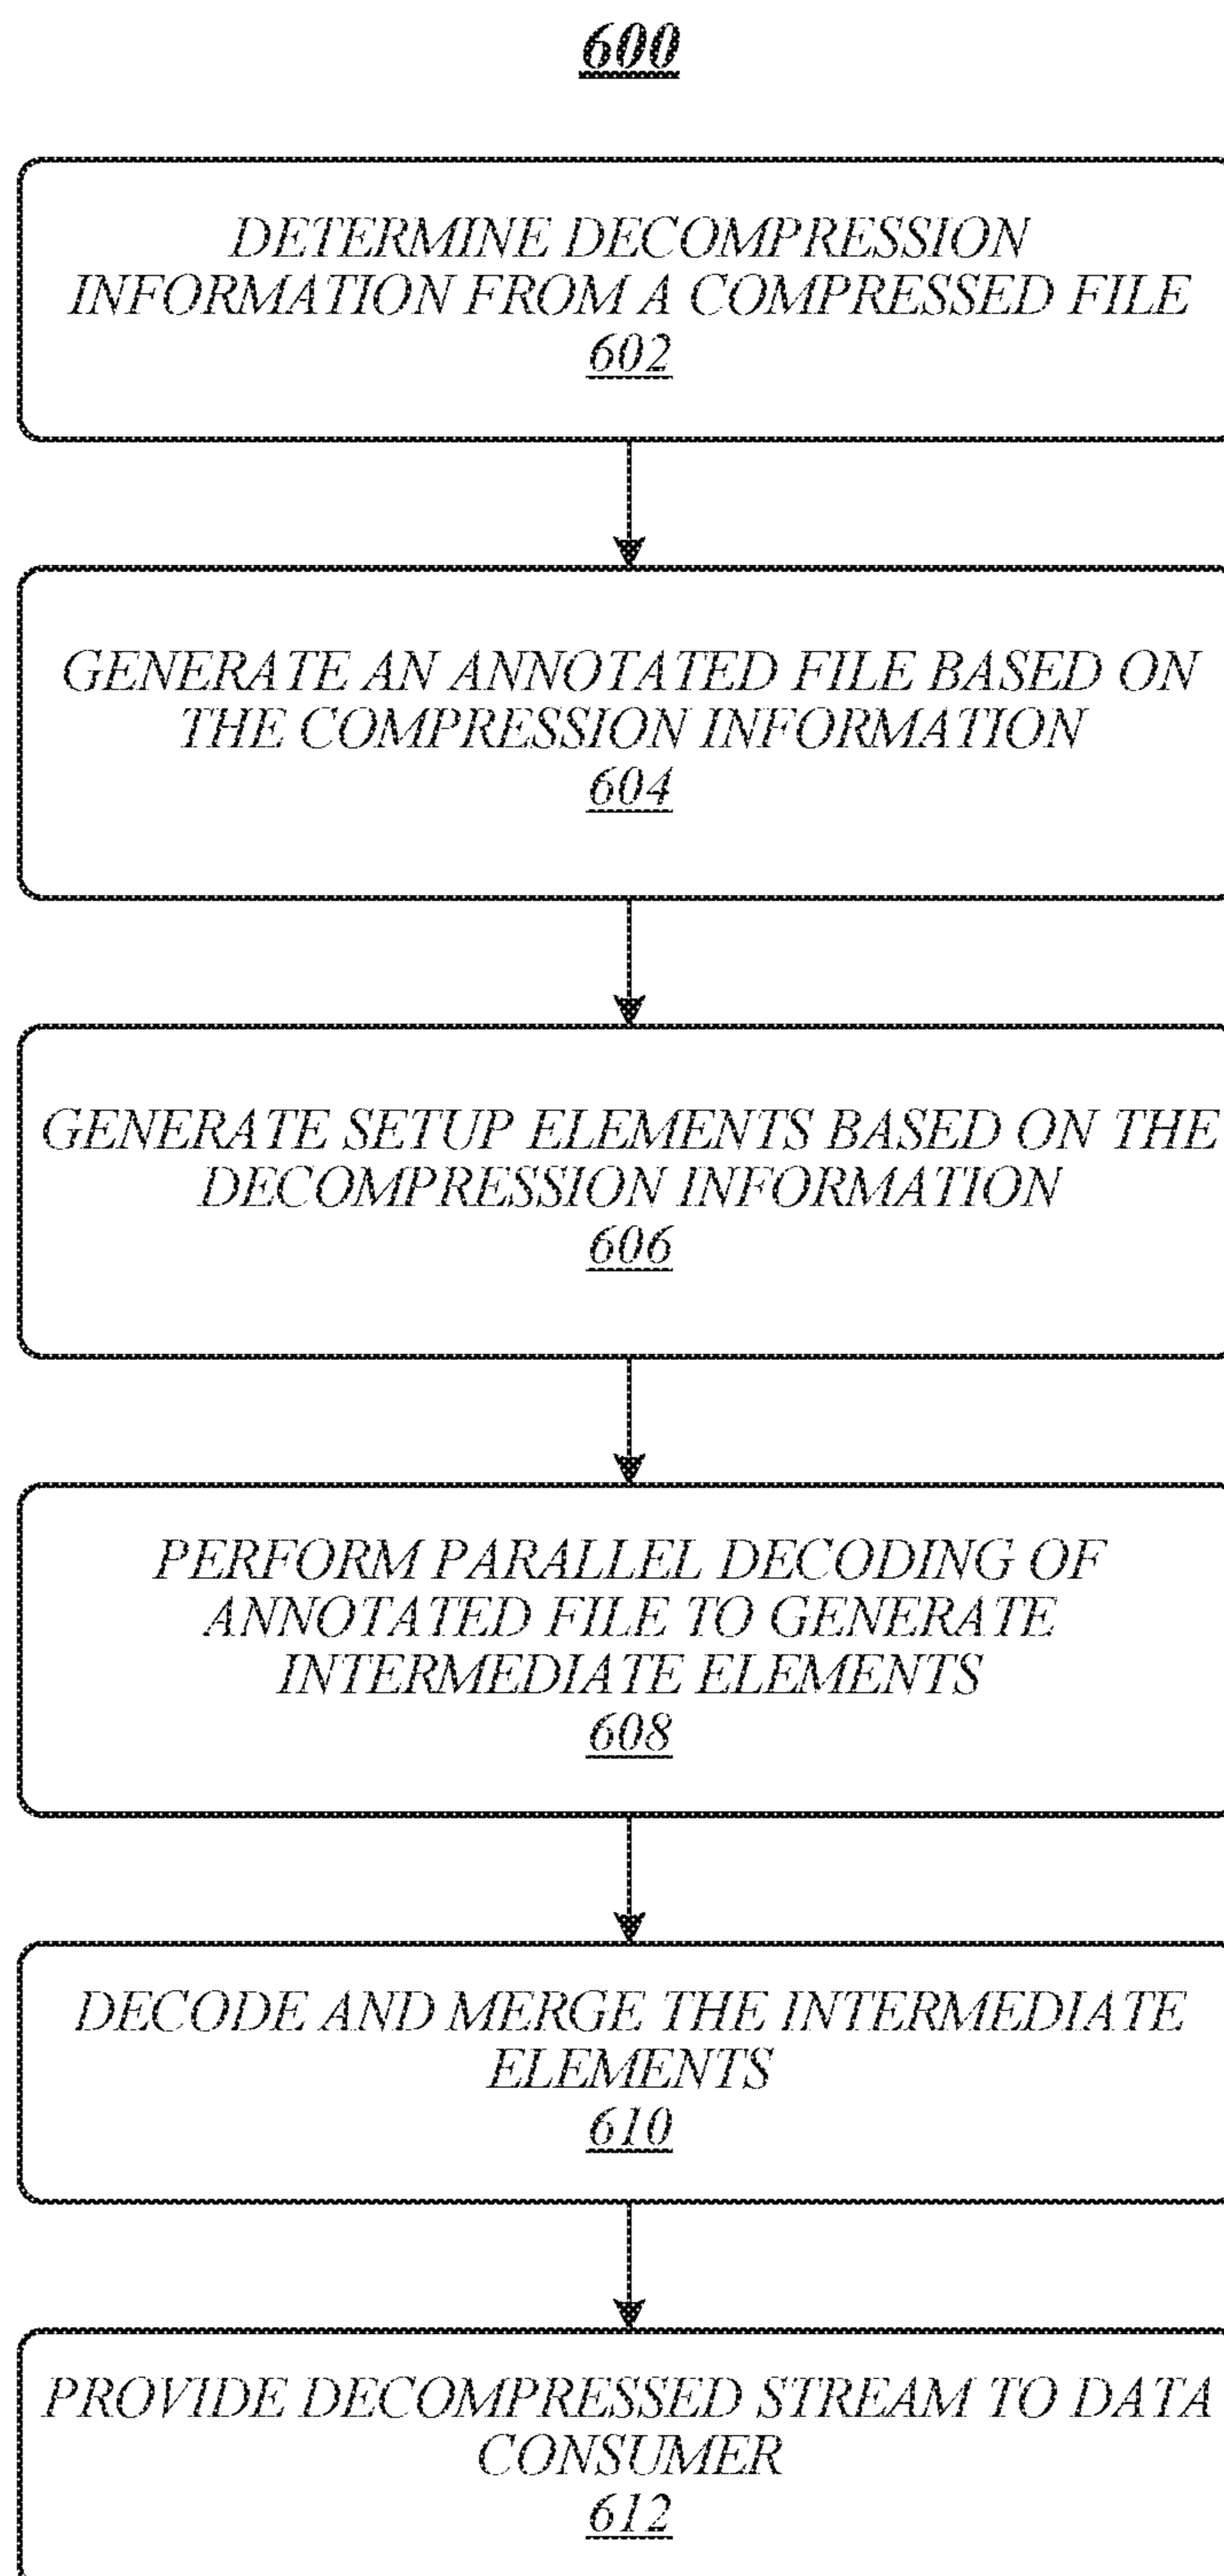 600
DETERMINE DECOMPRESSION
INFORMATION FROM A COMPRESSED FILE
602
GENERATE AN ANNOTATED FILE BASED ON
THE COMPRESSION INFORMATION
604
GENERATE SETUP ELEMENTS BASED ON THE
DECOMPRESSION INFORMATION
606
PERFORM PARALLEL DECODING OF
ANNOTATED FILE TO GENERATE
INTERMEDIATE ELEMENTS
608
DECODE AND MERGE THE INTERMEDIATE
ELEMENTS
610
PROVIDE DECOMPRESSED STREAM TO DATA
CONSUMER
612